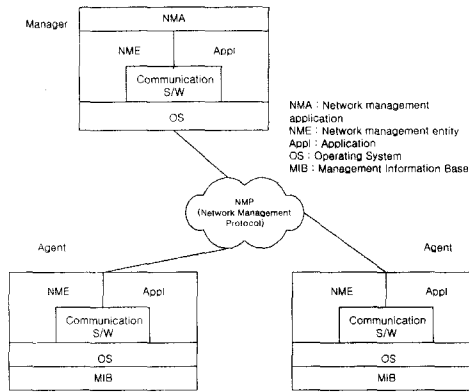 Manager
NMA
NME Appl
Communication
S/W
OS
NMA : Network management
application
NME : Network management entity
Appl : Application
OS : Operating System
MIB : Management Information Base
NMP
(Network Management
Protocol)
Agent
NME Appl
Communication
S/W
OS
MIB
Agent
NME Appl
Communication
S/W
OS
MIB